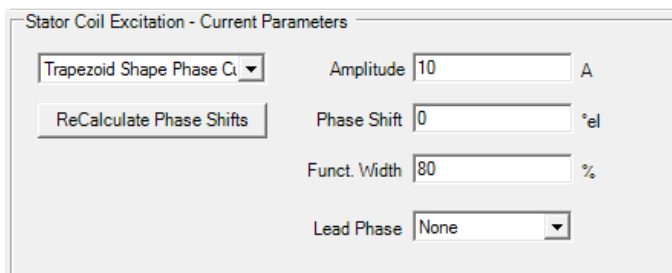 Stator Coil Excitation - Current Parameters
Trapezoid Shape Phase Cu
Amplitude 10 A
ReCalculate Phase Shifts
Phase Shift 0 °el
Funct. Width 80 %
Lead Phase None